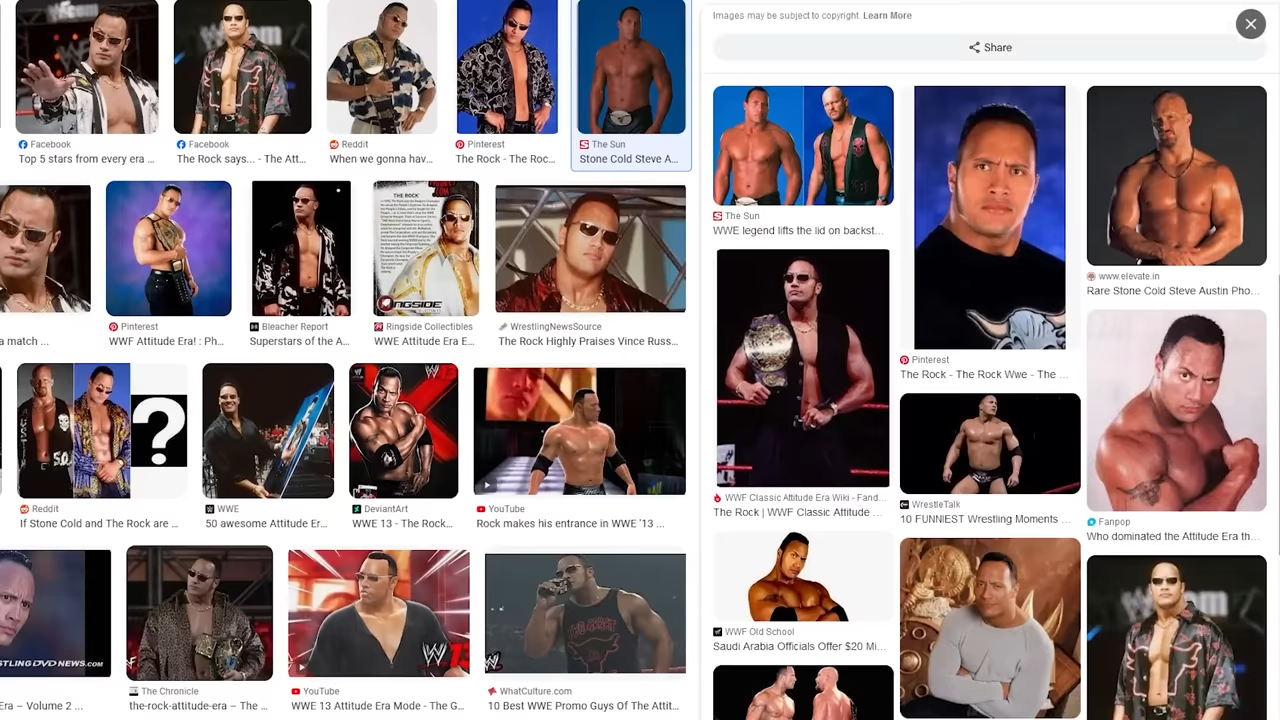 Images may be subject to copyright. Learn More
Share
Facebook
Top 5 stars from every era ...
Facebook
The Rock says... - The Att...
Reddit
When we gonna hav...
Pinterest
The Rock - The Roc...
The Sun
Stone Cold Steve A...
a match ...
Pinterest
WWF Attitude Era! : Ph...
Bleacher Report
Superstars of the A...
THE ROCK
RINGSIDE
Ringside Collectibles
WWE Attitude Era E...
WrestlingNewsSource
The Rock Highly Praises Vince Russ...
?
Reddit
If Stone Cold and The Rock are ...
WWE
50 awesome Attitude Er...
DeviantArt
WWE 13 - The Rock...
YouTube
Rock makes his entrance in WWE '13 ...
STLINGDVDNEWS.COM
Era – Volume 2 ...
The Chronicle
the-rock-attitude-era – The ...
YouTube
WWE 13 Attitude Era Mode - The G...
WhatCulture.com
10 Best WWE Promo Guys Of The Attit...
The Sun
WWE legend lifts the lid on backst...
WWF Classic Attitude Era Wiki - Fand...
The Rock | WWF Classic Attitude ...
WWF Old School
Saudi Arabia Officials Offer $20 Mi...
Pinterest
The Rock - The Rock Wwe - The ...
WrestleTalk
10 FUNNIEST Wrestling Moments ...
www.elevate.in
Rare Stone Cold Steve Austin Pho...
Fanpop
Who dominated the Attitude Era th...